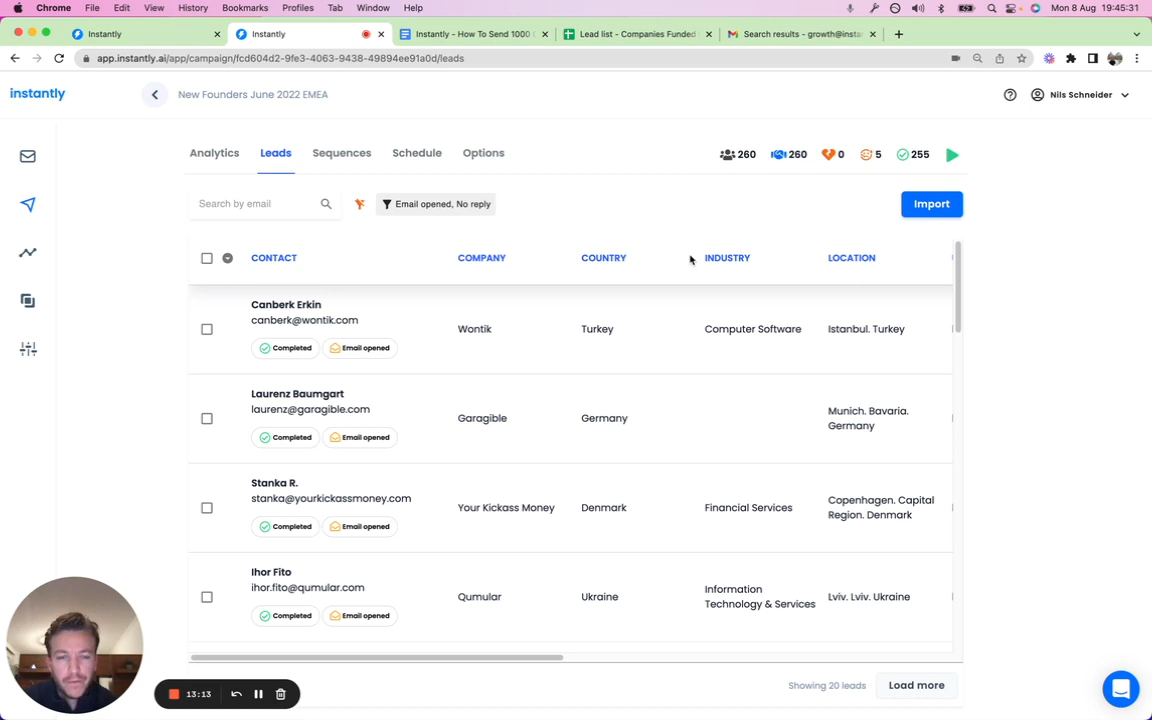 Chrome File Edit View History Bookmarks Profiles Tab Window Help Mon 8 Aug 19:45:31
Instantly
Instantly
Instantly - How To Send 1000
Lead list - Companies Funded
Search results - growth@insta
app.instantly.ai/app/campaign/fcd604d2-9fe3-4063-9438-49894ee91a0d/leads
instantly
New Founders June 2022 EMEA
Nils Schneider
Analytics Leads Sequences Schedule Options
260 260 0 5 255
Search by email
Email opened, No reply
Import
CONTACT COMPANY COUNTRY INDUSTRY LOCATION
Canberk Erkin
canberk@wontik.com
Completed Email opened
Wontik
Turkey
Computer Software
Istanbul. Turkey
Laurenz Baumgart
laurenz@garagible.com
Completed Email opened
Garagible
Germany
Munich. Bavaria.
Germany
Stanka R.
stanka@yourkickassmoney.com
Completed Email opened
Your Kickass Money
Denmark
Financial Services
Copenhagen. Capital
Region. Denmark
Ihor Fito
ihor.fito@qumular.com
Completed Email opened
Qumular
Ukraine
Information
Technology & Services
Lviv. Lviv. Ukraine
Showing 20 leads
Load more
13:13